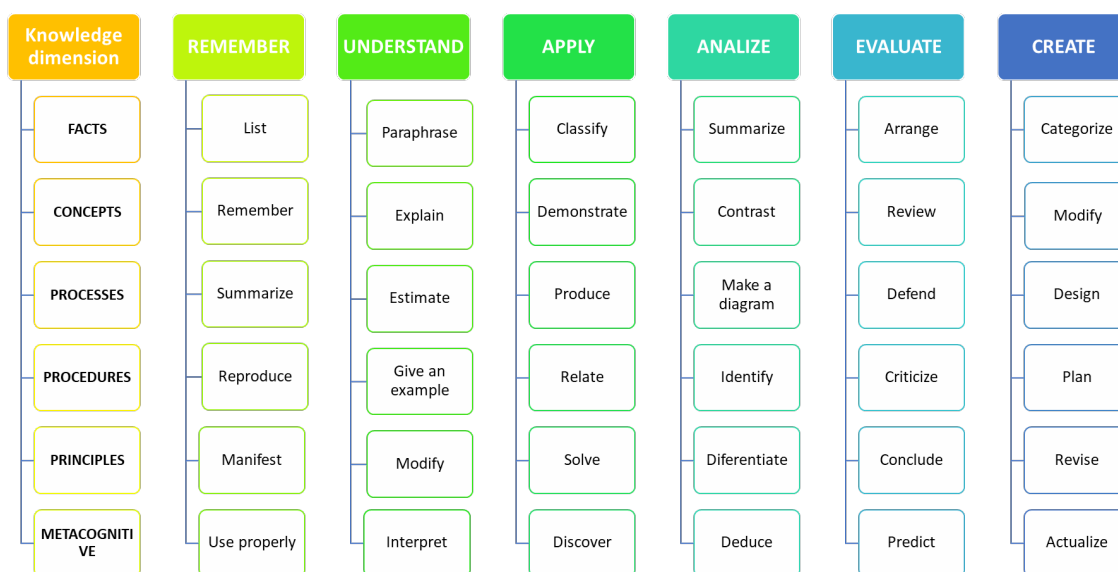 Knowledge
dimension
REMEMBER
UNDERSTAND
APPLY
ANALIZE
EVALUATE
CREATE
FACTS
List
Paraphrase
Classify
Summarize
Arrange
Categorize
CONCEPTS
Remember
Explain
Demonstrate
Contrast
Review
Modify
PROCESSES
Summarize
Estimate
Produce
Make a
diagram
Defend
Design
PROCEDURES
Reproduce
Give an
example
Relate
Identify
Criticize
Plan
PRINCIPLES
Manifest
Modify
Solve
Diferentiate
Conclude
Revise
METACOGNITI
VE
Use properly
Interpret
Discover
Deduce
Predict
Actualize